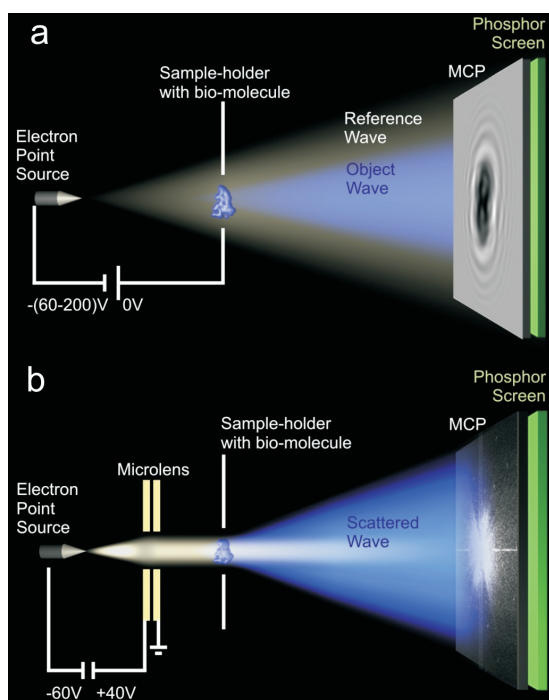 a
Phosphor
Screen
MCP
Sample-holder
with bio-molecule
Reference
Wave
Object
Wave
Electron
Point
Source
-(60-200)V
0V
b
Phosphor
Screen
MCP
Sample-holder
with bio-molecule
Microlens
Electron
Point
Source
Scattered
Wave
-60V
+40V